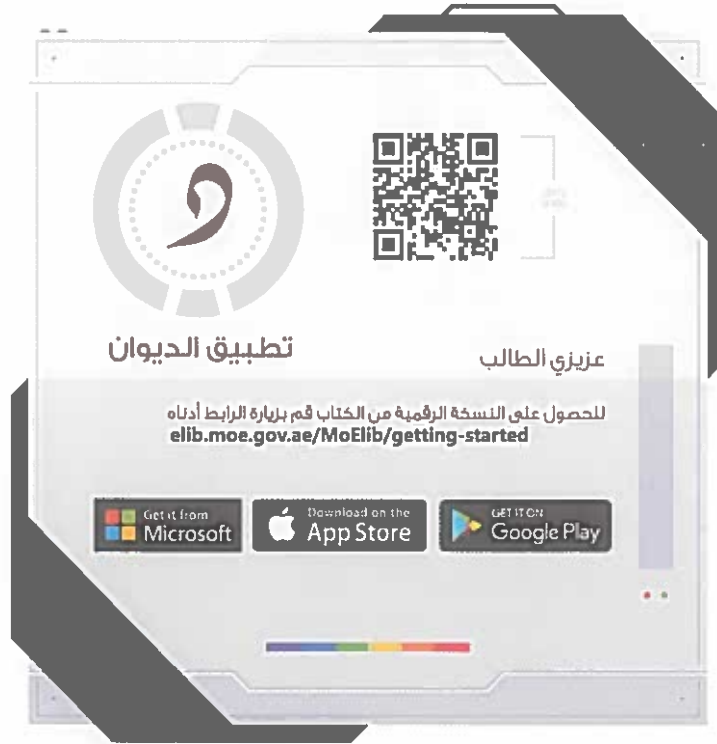 و
تطبيق الديوان
عزيزي الطالب
للحصول على النسخة الرقمية من الكتاب قم بزيارة الرابط أدناه
elib.moe.gov.ae/MoElib/getting-started
Get it from
Microsoft
Download on the
App Store
GET IT ON
Google Play